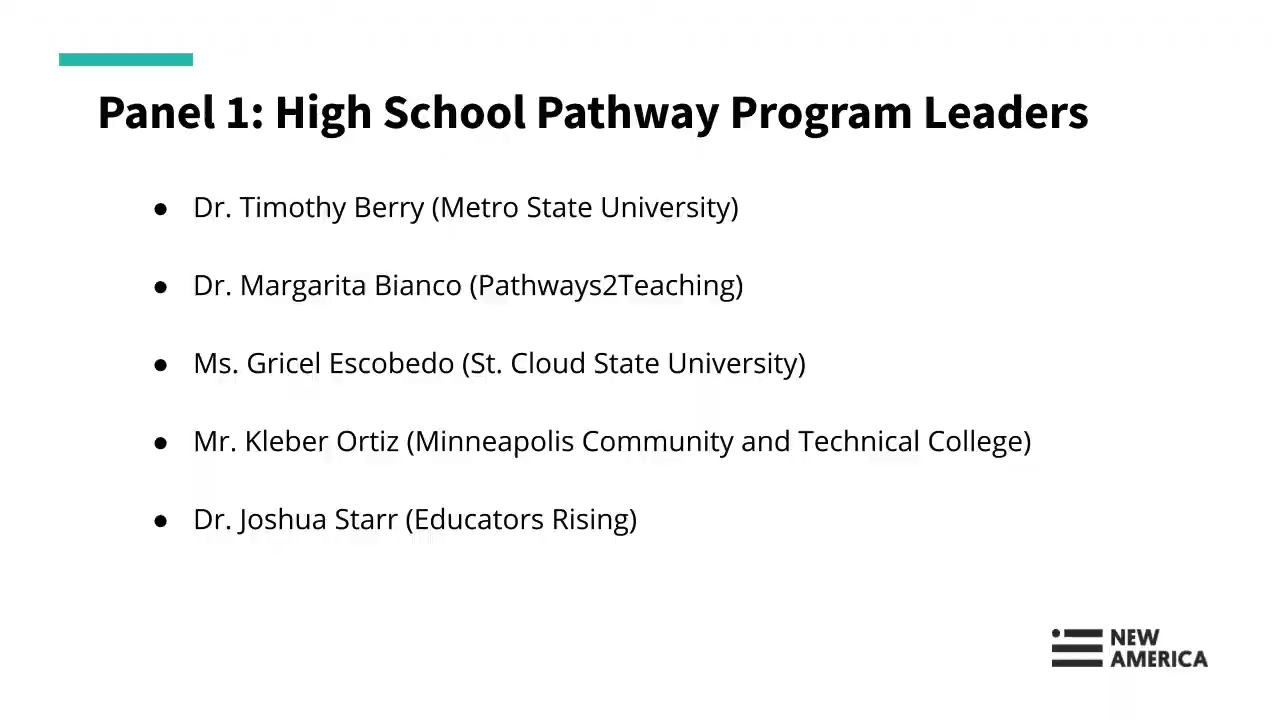 Panel 1: High School Pathway Program Leaders
● Dr. Timothy Berry (Metro State University)
● Dr. Margarita Bianco (Pathways2Teaching)
● Ms. Gricel Escobedo (St. Cloud State University)
● Mr. Kleber Ortiz (Minneapolis Community and Technical College)
● Dr. Joshua Starr (Educators Rising)
NEW
AMERICA